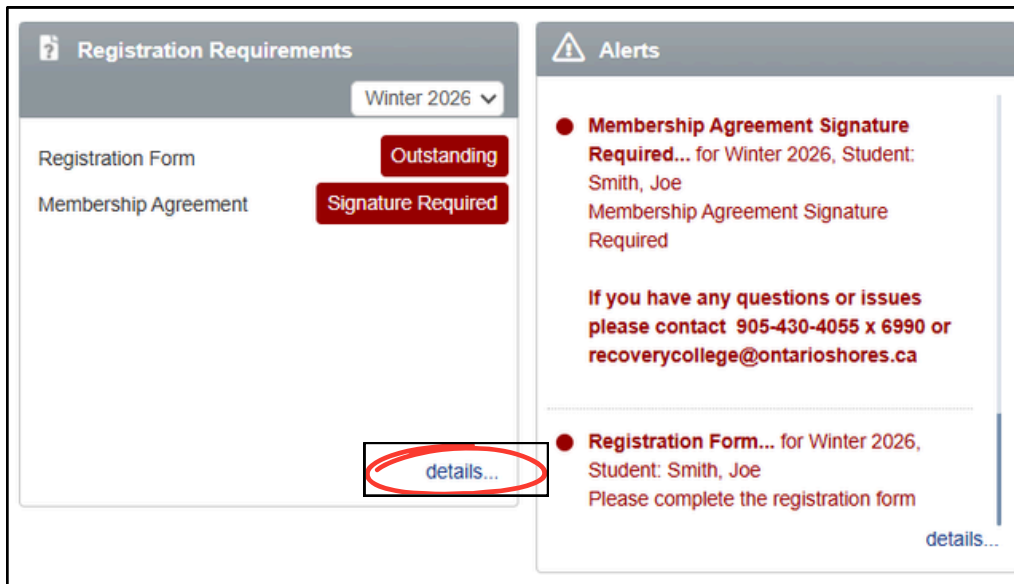 Registration Requirements
Winter 2026
Registration Form
Outstanding
Membership Agreement
Signature Required
details...
Alerts
Membership Agreement Signature
Required... for Winter 2026, Student:
Smith, Joe
Membership Agreement Signature
Required
If you have any questions or issues
please contact 905-430-4055 x 6990 or
recoverycollege@ontarioshores.ca
Registration Form... for Winter 2026,
Student: Smith, Joe
Please complete the registration form
details...